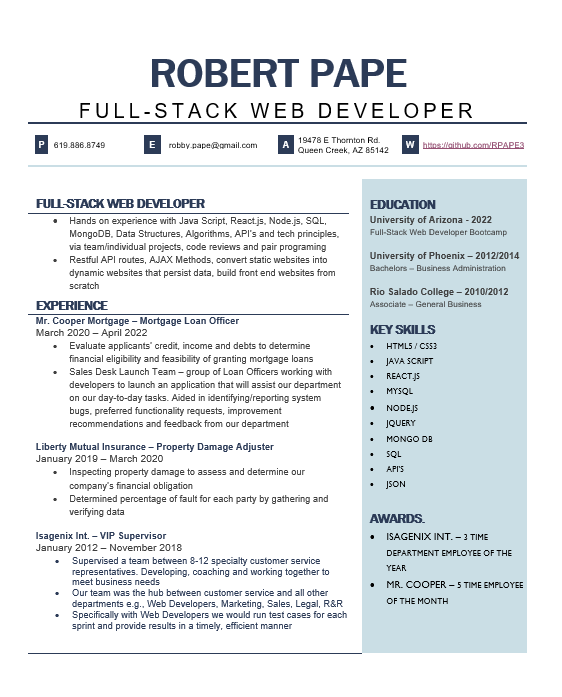 ROBERT PAPE
FULL-STACK WEB DEVELOPER
P 619.886.8749 E robby.pape@gmail.com A 19478 E Thornton Rd. Queen Creek, AZ 85142 W https://github.com/RPAPE3
FULL-STACK WEB DEVELOPER
• Hands on experience with Java Script, React.js, Node.js, SQL,
MongoDB, Data Structures, Algorithms, API's and tech principles,
via team/individual projects, code reviews and pair programing
• Restful API routes, AJAX Methods, convert static websites into
dynamic websites that persist data, build front end websites from
scratch
EXPERIENCE
Mr. Cooper Mortgage – Mortgage Loan Officer
March 2020 – April 2022
• Evaluate applicants' credit, income and debts to determine
financial eligibility and feasibility of granting mortgage loans
• Sales Desk Launch Team – group of Loan Officers working with
developers to launch an application that will assist our department
on our day-to-day tasks. Aided in identifying/reporting system
bugs, preferred functionality requests, improvement
recommendations and feedback from our department
Liberty Mutual Insurance – Property Damage Adjuster
January 2019 – March 2020
• Inspecting property damage to assess and determine our
company's financial obligation
• Determined percentage of fault for each party by gathering and
verifying data
Isagenix Int. – VIP Supervisor
January 2012 – November 2018
• Supervised a team between 8-12 specialty customer service
representatives. Developing, coaching and working together to
meet business needs
• Our team was the hub between customer service and all other
departments e.g., Web Developers, Marketing, Sales, Legal, R&R
• Specifically with Web Developers we would run test cases for each
sprint and provide results in a timely, efficient manner
EDUCATION
University of Arizona - 2022
Full-Stack Web Developer Bootcamp
University of Phoenix – 2012/2014
Bachelors – Business Administration
Rio Salado College – 2010/2012
Associate – General Business
KEY SKILLS
• HTML5 / CSS3
• JAVA SCRIPT
• REACT.JS
• MYSQL
• NODE.JS
• JQUERY
• MONGO DB
• SQL
• API'S
• JSON
AWARDS.
• ISAGENIX INT. – 3 TIME
DEPARTMENT EMPLOYEE OF THE
YEAR
• MR. COOPER – 5 TIME EMPLOYEE
OF THE MONTH